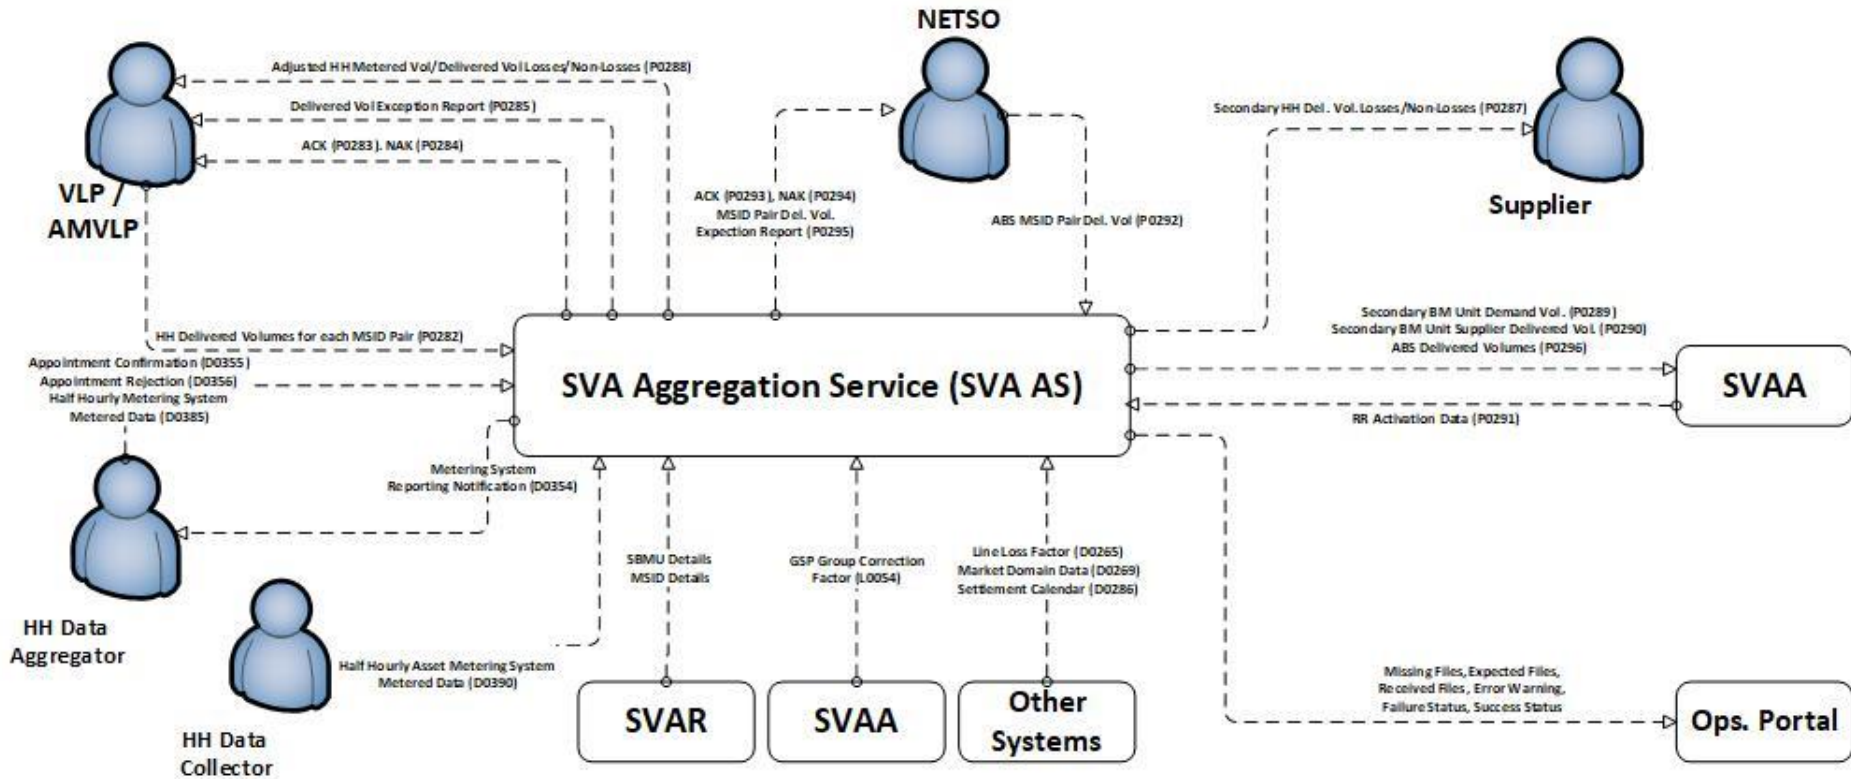 NETSO
Adjusted HH Metered Vol/Delivered Vol Losses/Non-Losses (P0288)
Delivered Vol Exception Report (P0285)
ACK (P0283). NAK (P0284)
VLP /
AMVLP
ACK (P0293), NAK (P0294)
MSID Pair Del. Vol.
Expection Report (P0295)
ABS MSID Pair Del. Vol (P0292)
Secondary HH Del. Vol. Losses/Non-Losses (P0287)
Supplier
HH Delivered Volumes for each MSID Pair (P0282)
Appointment Confirmation (D0355)
Appointment Rejection (D0356)
Half Hourly Metering System
Metered Data (D0385)
SVA Aggregation Service (SVA AS)
Secondary BM Unit Demand Vol. (P0289)
Secondary BM Unit Supplier Delivered Vol. (P0290)
ABS Delivered Volumes (P0296)
SVAA
RR Activation Data (P0291)
Metering System
Reporting Notification (D0354)
HH Data
Aggregator
SBMU Details
MSID Details
GSP Group Correction
Factor (L0054)
Line Loss Factor (D0265)
Market Domain Data (D0269)
Settlement Calendar (D0286)
Half Hourly Asset Metering System
Metered Data (D0390)
HH Data
Collector
SVAR
SVAA
Other
Systems
Missing Files, Expected Files,
Received Files, Error Warning,
Failure Status, Success Status
Ops. Portal